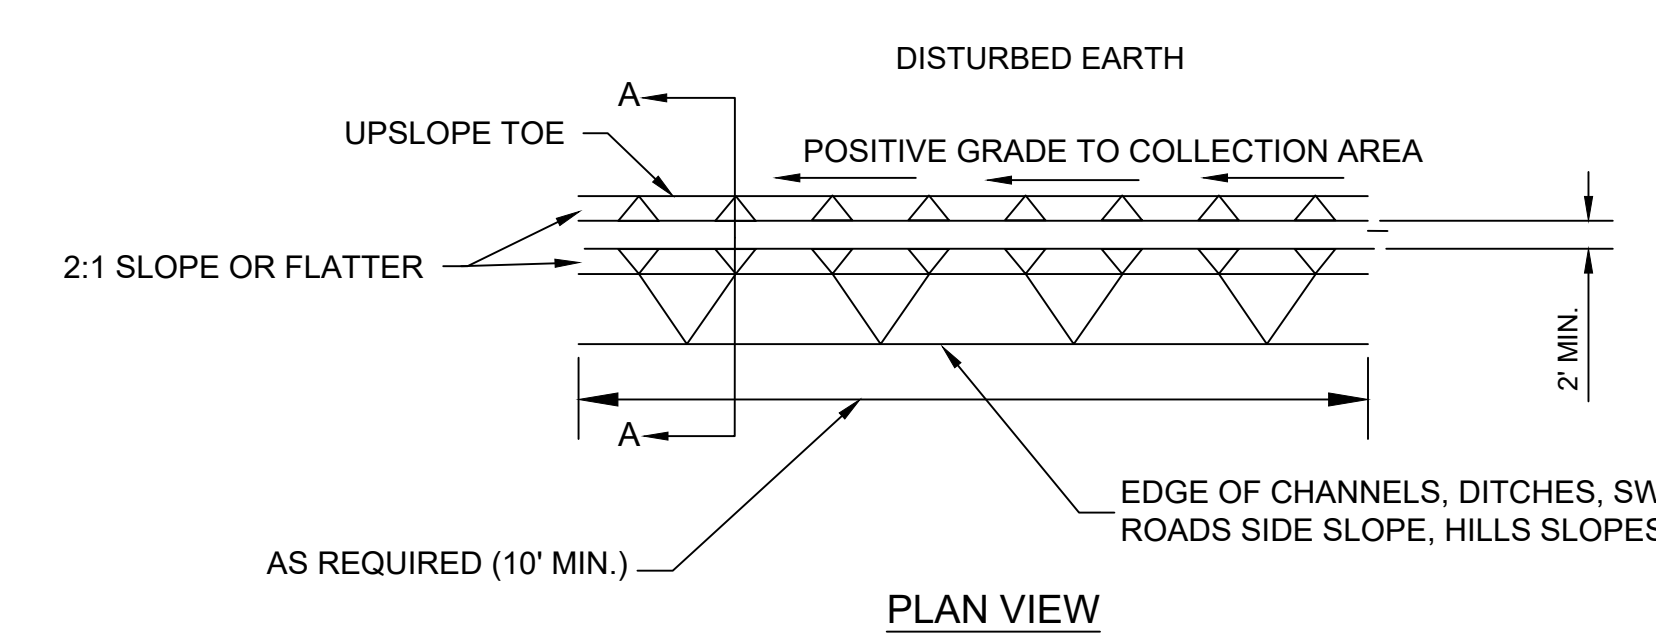 DISTURBED EARTH
A
UPSLOPE TOE
POSITIVE GRADE TO COLLECTION AREA
2:1 SLOPE OR FLATTER
2' MIN.
A
EDGE OF CHANNELS, DITCHES,
ROADS SIDE SLOPE, HILLS SLOPES
AS REQUIRED (10' MIN.)
PLAN VIEW